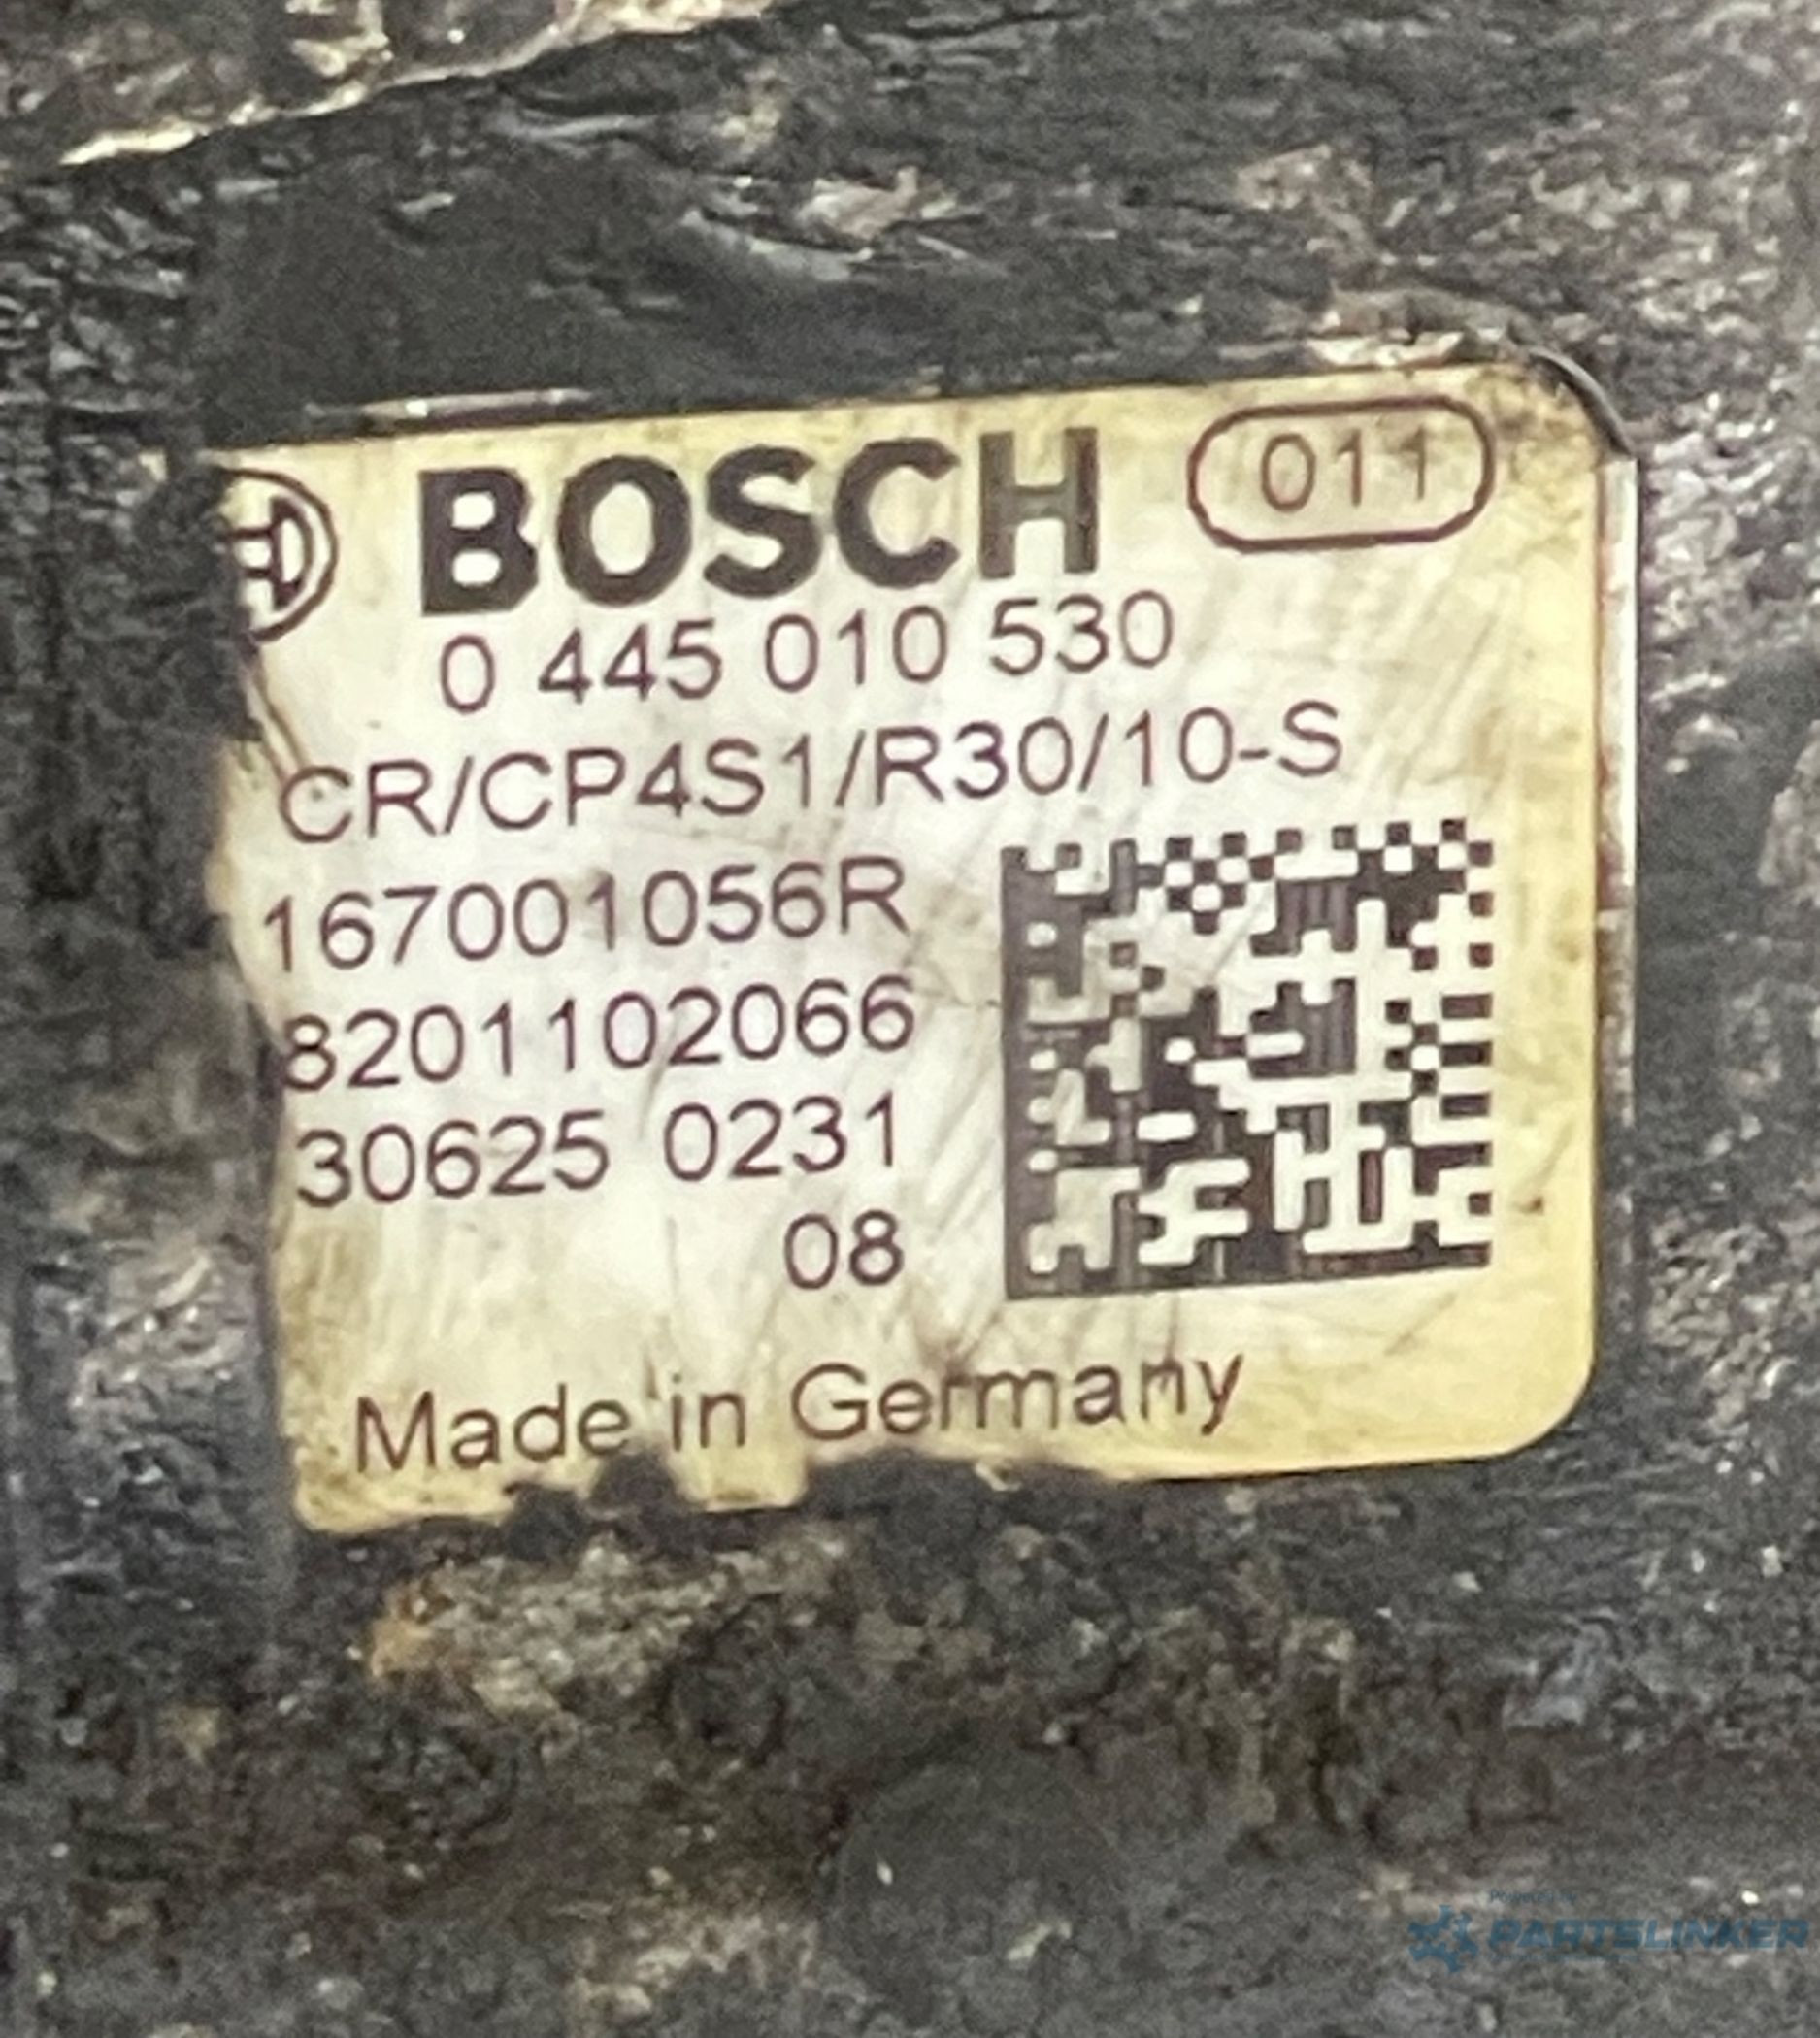 BOSCH 011
0 445 010 530
CR/CP4S1/R30/10-S
167001056R
8201102066
30625 0231
08
Made in Germany
PARTSLINKER